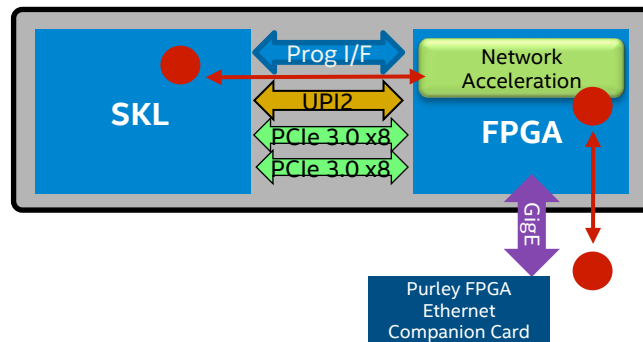 Prog I/F
Network
Acceleration
SKL
UPI2
FPGA
PCIe 3.0 x8
PCIe 3.0 x8
GigE
Purley FPGA
Ethernet
Companion Card